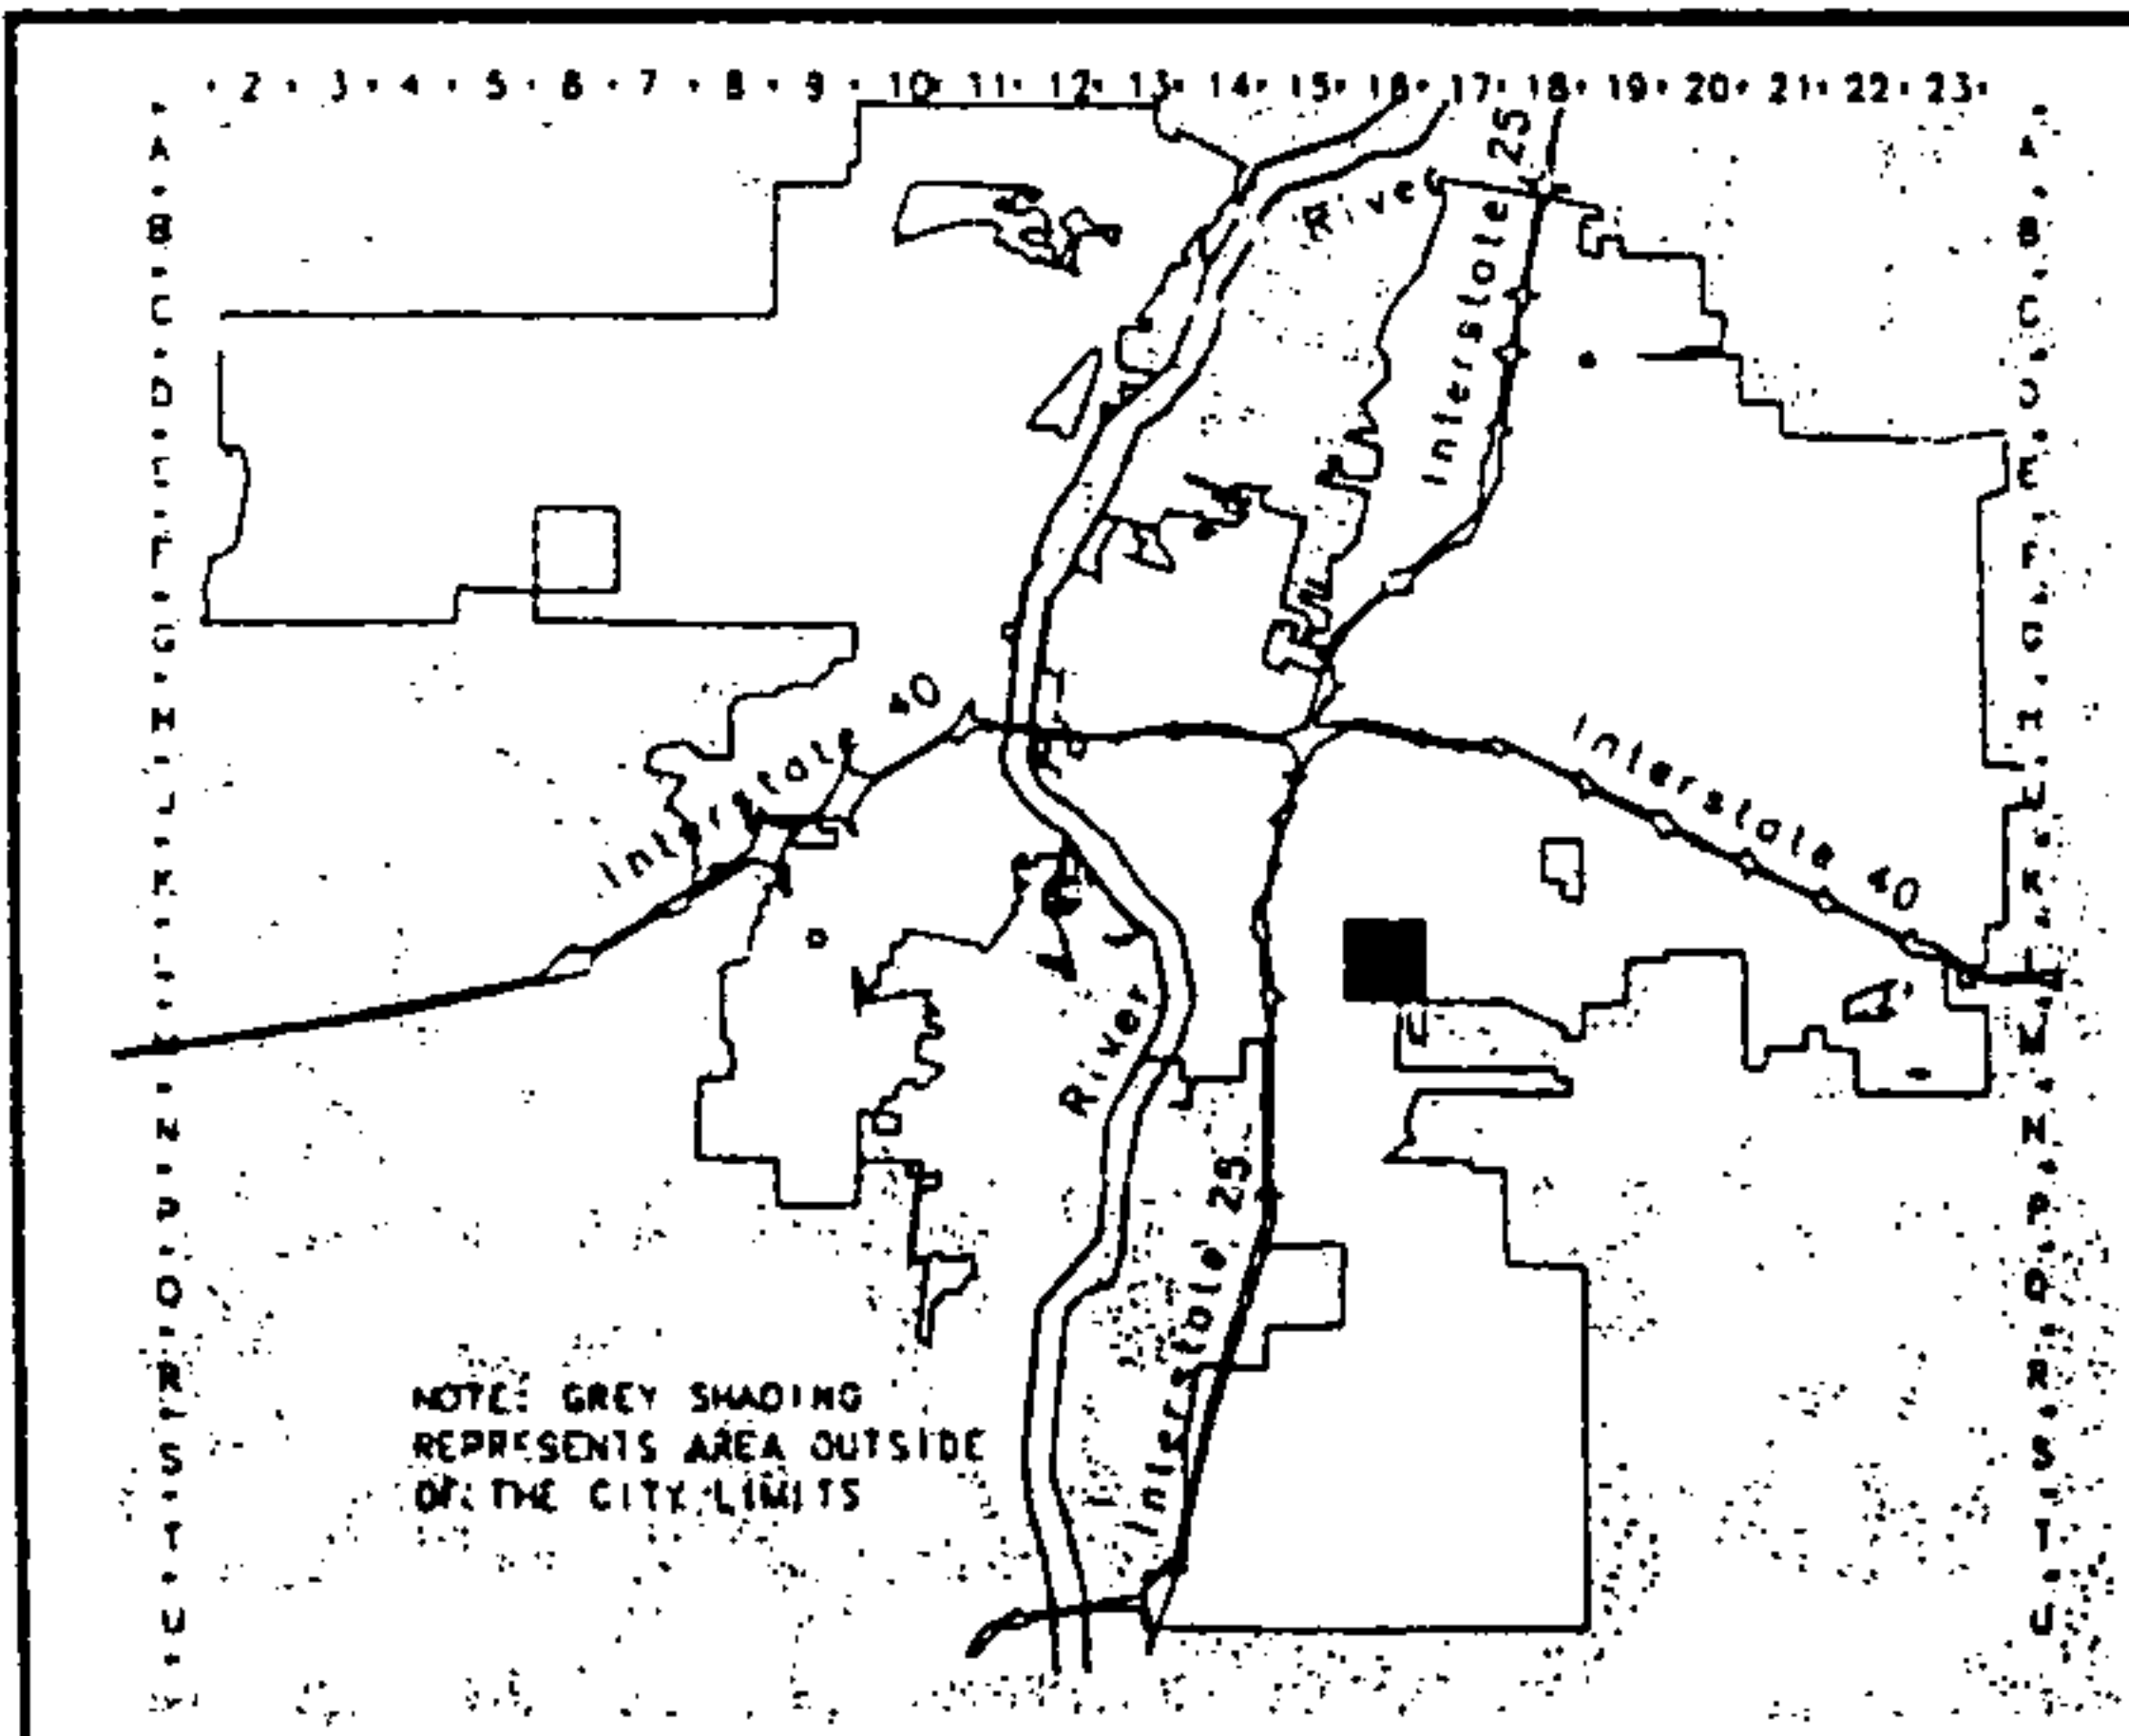 2 3 4 5 6 7 8 9 10 11 12 13 14 15 16 17 18 19 20 21 22 23
A A
B B
C C
D D
E E
F F
G G
H H
J J
K K
L L
M M
N N
P P
Q Q
R R
S S
T T
U U
River
Interstate 25
Interstate 40
Interstate 40
River
Interstate 25
NOTE: GREY SHADING
REPRESENTS AREA OUTSIDE
OF THE CITY LIMITS